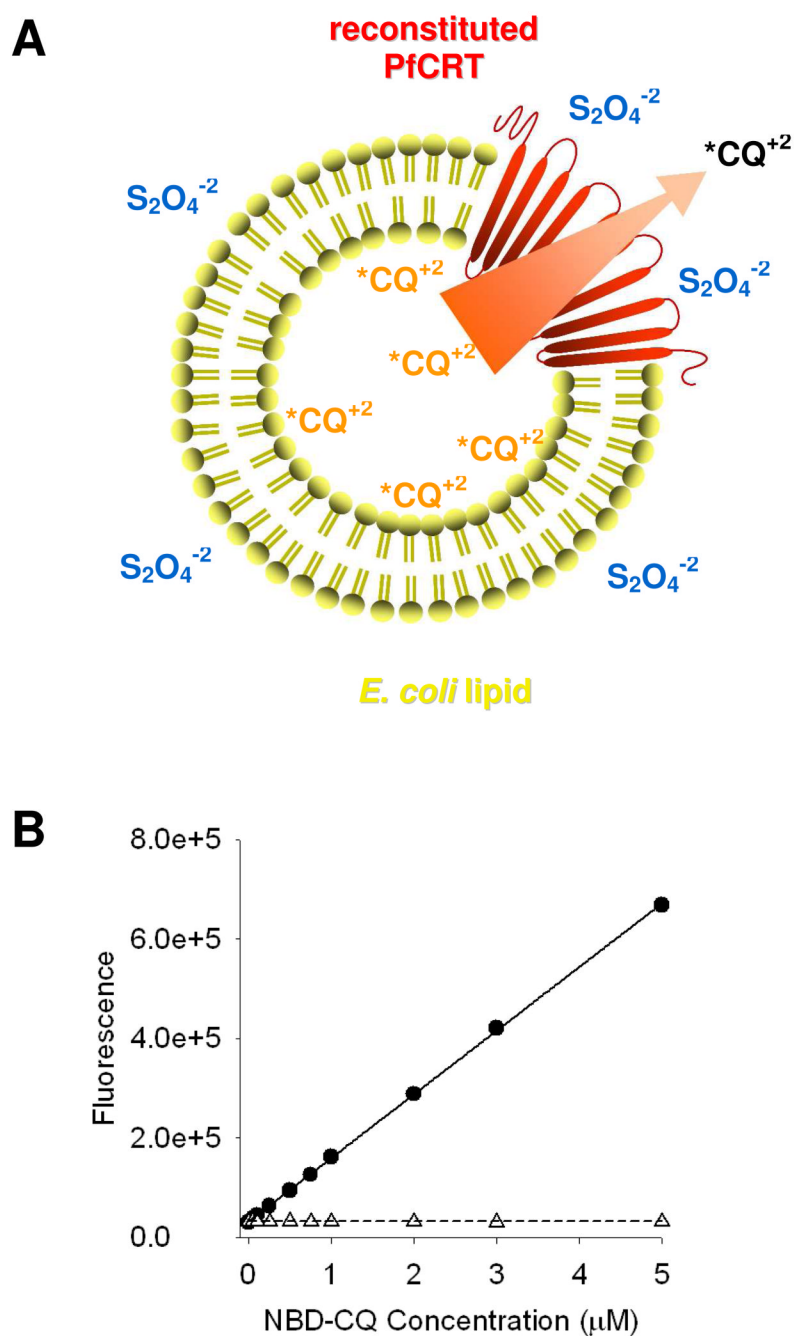 A
reconstituted
PfCRT
S₂O₄⁻²
*CQ⁺²
S₂O₄⁻²
*CQ⁺²
S₂O₄⁻²
*CQ⁺²
*CQ⁺²
*CQ⁺²
*CQ⁺²
S₂O₄⁻²
S₂O₄⁻²
E. coli lipid
B
8.0e+5
6.0e+5
4.0e+5
2.0e+5
0.0
Fluorescence
0 1 2 3 4 5
NBD-CQ Concentration (μM)